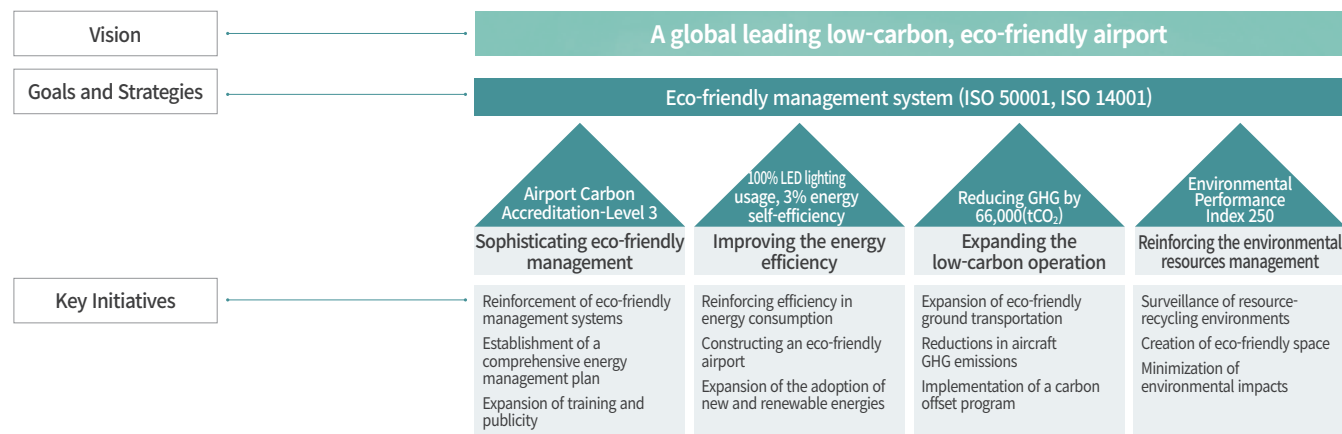 Vision
A global leading low-carbon, eco-friendly airport
Goals and Strategies
Eco-friendly management system (ISO 50001, ISO 14001)
Airport Carbon
Accreditation-Level 3
100% LED lighting
usage, 3% energy
self-efficiency
Reducing GHG by
66,000(tCO₂)
Environmental
Performance
Index 250
Sophisticating eco-friendly
management
Improving the energy
efficiency
Expanding the
low-carbon operation
Reinforcing the environmental
resources management
Key Initiatives
Reinforcement of eco-friendly
management systems
Establishment of a
comprehensive energy
management plan
Expansion of training and
publicity
Reinforcing efficiency in
energy consumption
Constructing an eco-friendly
airport
Expansion of the adoption of
new and renewable energies
Expansion of eco-friendly
ground transportation
Reductions in aircraft
GHG emissions
Implementation of a carbon
offset program
Surveillance of resource-
recycling environments
Creation of eco-friendly space
Minimization of
environmental impacts